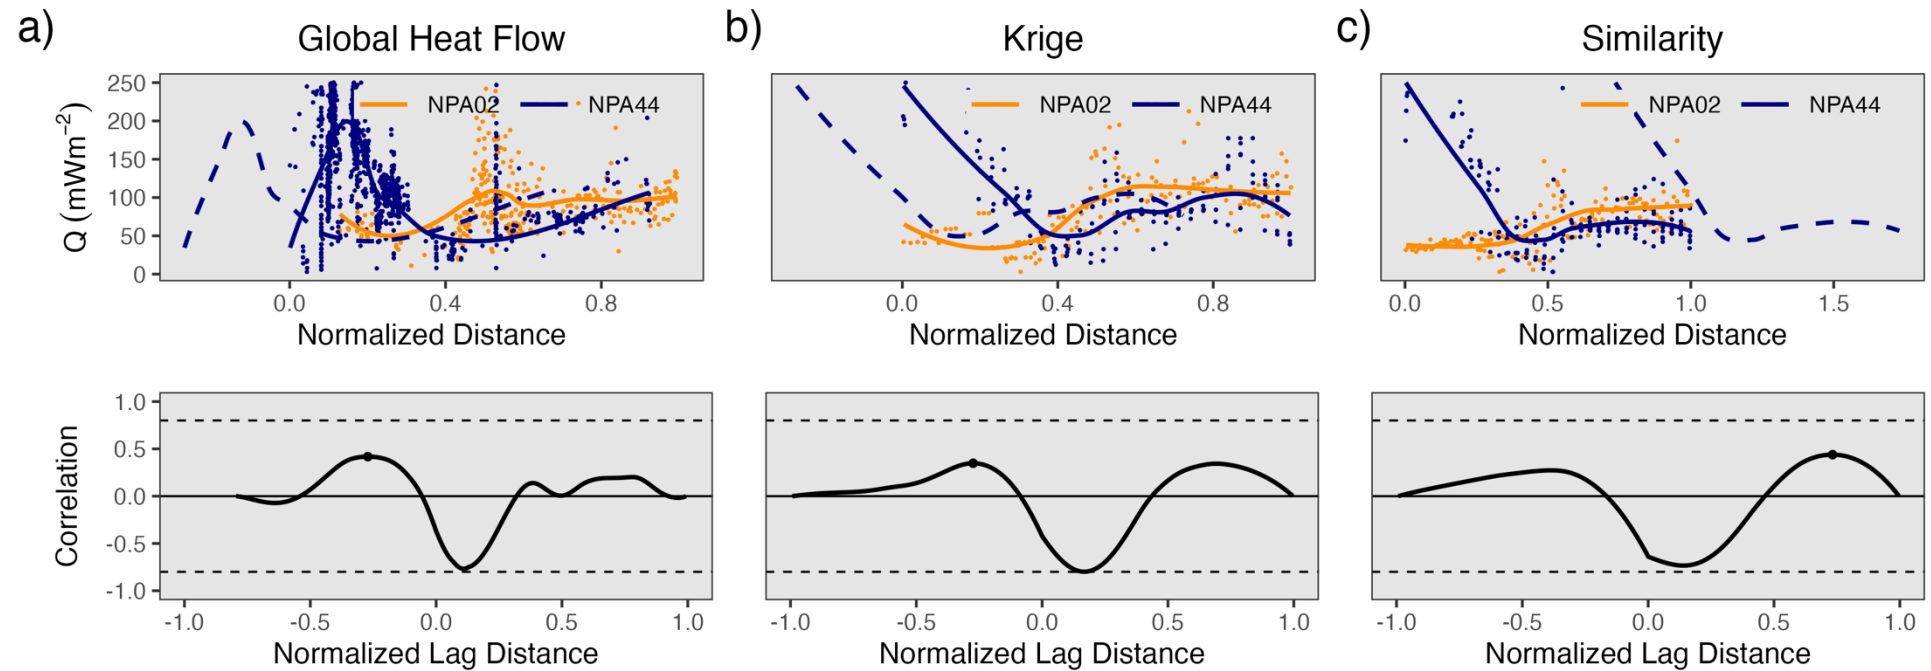 a)
Global Heat Flow
b)
Krige
c)
Similarity
Q (mWm⁻²)
250
200
150
100
50
0
NPA02 NPA44
NPA02 NPA44
NPA02 NPA44
0.0 0.4 0.8
0.0 0.4 0.8
0.0 0.5 1.0 1.5
Normalized Distance
Normalized Distance
Normalized Distance
Correlation
1.0
0.5
0.0
-0.5
-1.0
-1.0 -0.5 0.0 0.5 1.0
-1.0 -0.5 0.0 0.5 1.0
-1.0 -0.5 0.0 0.5 1.0
Normalized Lag Distance
Normalized Lag Distance
Normalized Lag Distance